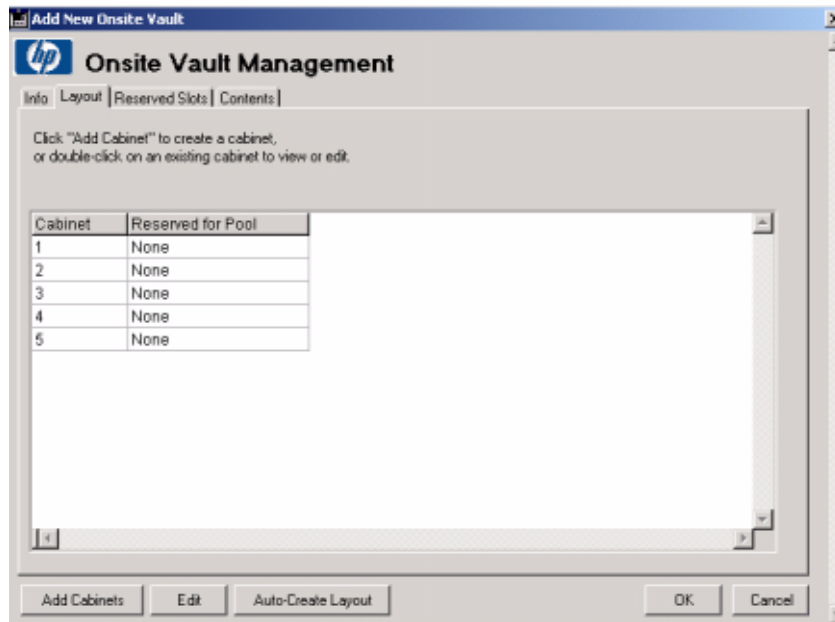 Add New Onsite Vault
hp Onsite Vault Management
Info Layout Reserved Slots Contents
Click "Add Cabinet" to create a cabinet,
or double-click on an existing cabinet to view or edit.
Cabinet Reserved for Pool
1 None
2 None
3 None
4 None
5 None
Add Cabinets Edit Auto-Create Layout OK Cancel